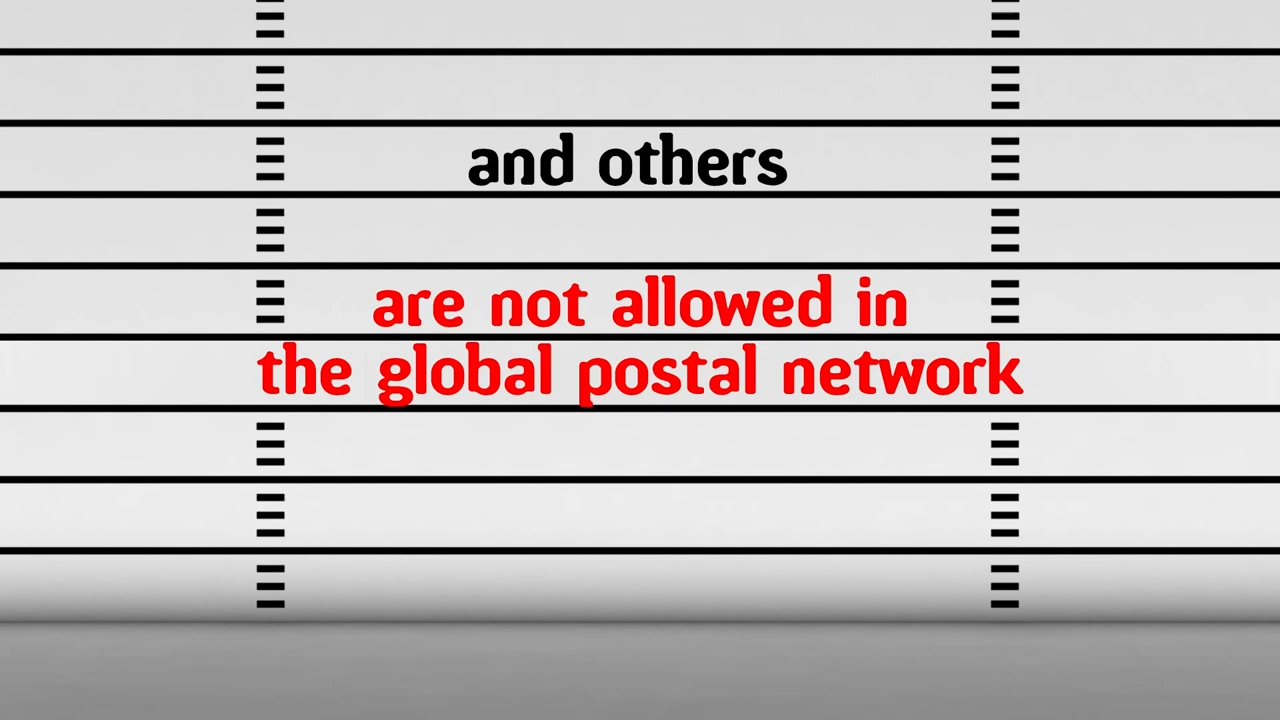 and others
are not allowed in
the global postal network